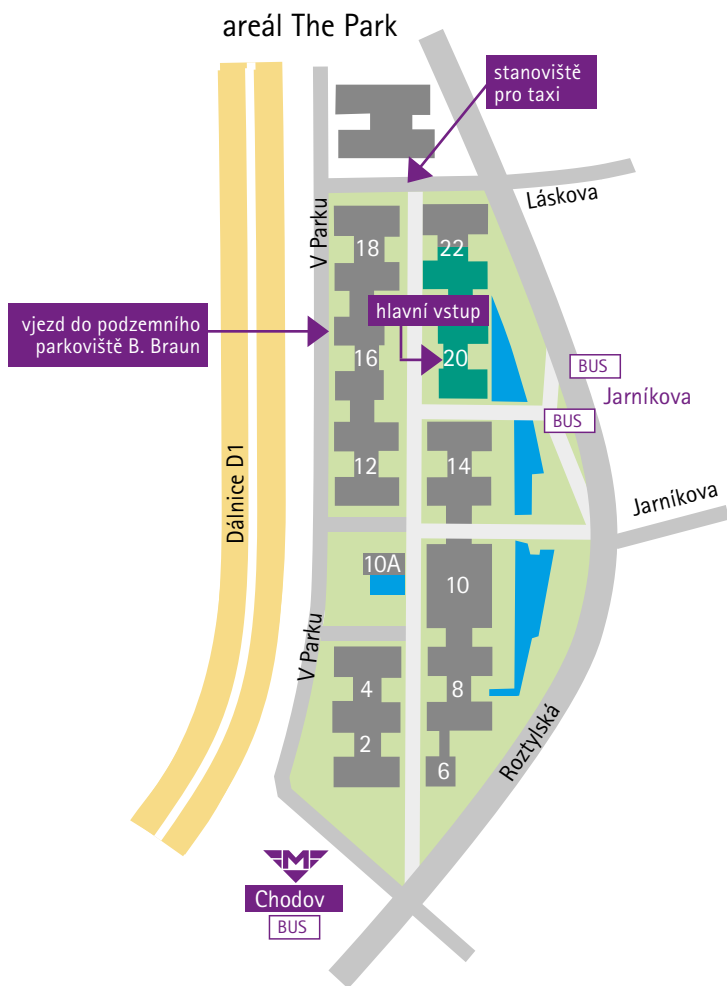 areál The Park
stanoviště
pro taxi
Láskova
V Parku
18
22
hlavní vstup
vjezd do podzemního
parkoviště B. Braun
16
20
BUS
Jarníkova
BUS
Dálnice D1
12
14
Jarníkova
10A
10
V Parku
4
8
2
6
Roztylská
M
Chodov
BUS